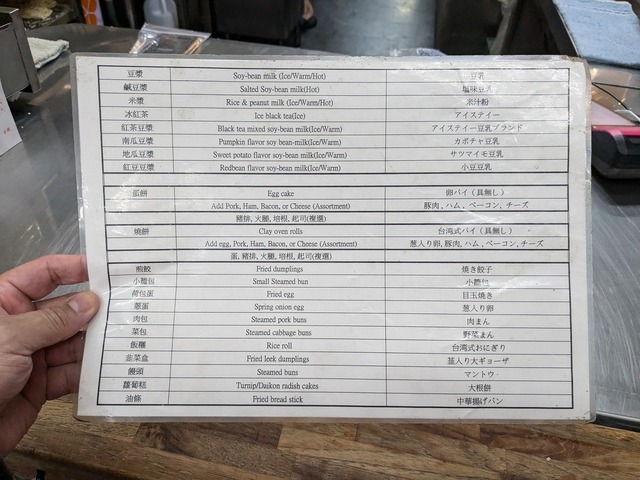 豆漿 Soy-bean milk (Ice/Warm/Hot) 豆乳
鹹豆漿 Salted Soy-bean milk(Hot) 塩味豆乳
米漿 Rice & peanut milk (Ice/Warm/Hot) 米汁粉
冰紅茶 Ice black tea(Ice) アイスティー
紅茶豆漿 Black tea mixed soy-bean milk(Ice/Warm) アイスティー豆乳ブランド
南瓜豆漿 Pumpkin flavor soy bean-milk(Ice/Warm) カボチャ豆乳
地瓜豆漿 Sweet potato flavor soy-bean milk(Ice/Warm) サツマイモ豆乳
紅豆豆漿 Redbean flavor soy-bean milk(Ice/Warm) 小豆豆乳
蛋餅 Egg cake 卵パイ (具無し)
Add Pork, Ham, Bacon, or Cheese (Assortment) 豚肉, ハム、ベーコン、チーズ
豬排, 火腿, 培根, 起司(複選)
燒餅 Clay oven rolls 台湾式パイ (具無し)
Add egg, Pork, Ham, Bacon, or Cheese (Assortment) 葱入り卵, 豚肉, ハム、ベーコン、チーズ
蛋, 豬排, 火腿, 培根, 起司(複選)
煎餃 Fried dumplings 焼き餃子
小籠包 Small Steamed bun 小籠包
荷包蛋 Fried egg 目玉焼き
蔥蛋 Spring onion egg 葱入り卵
肉包 Steamed pork buns 肉まん
菜包 Steamed cabbage buns 野菜まん
飯糰 Rice roll 台湾式おにぎり
韭菜盒 Fried leek dumplings 韮入り大ギョーザ
饅頭 Steamed buns マントウ
蘿蔔糕 Turnip/Daikon radish cakes 大根餅
油條 Fried bread stick 中華揚げパン